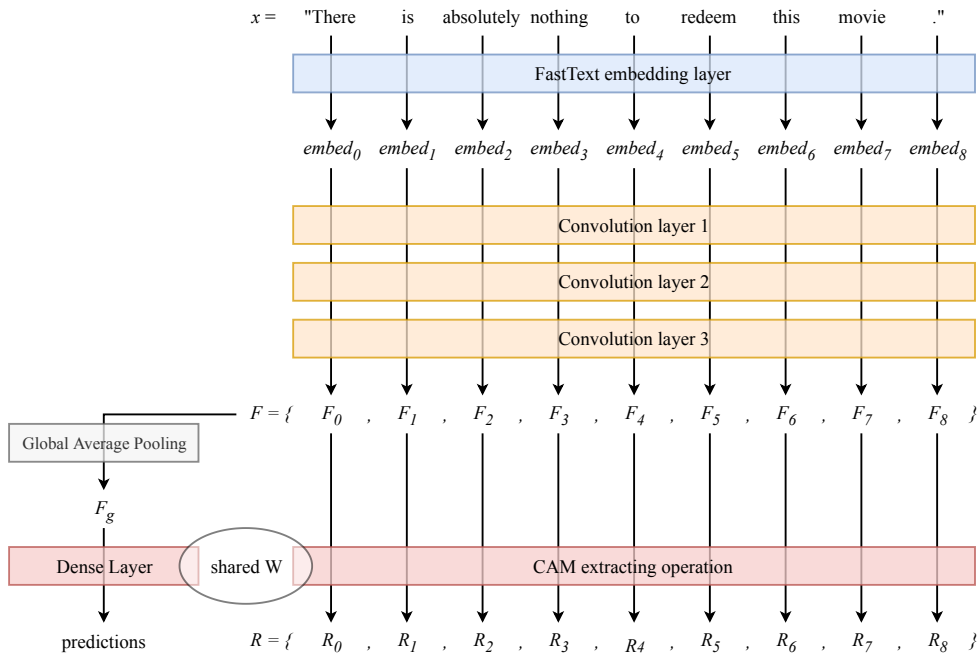 x = "There is absolutely nothing to redeem this movie ."
FastText embedding layer
embed0 embed1 embed2 embed3 embed4 embed5 embed6 embed7 embed8
Convolution layer 1
Convolution layer 2
Convolution layer 3
F = { F0 , F1 , F2 , F3 , F4 , F5 , F6 , F7 , F8 }
Global Average Pooling
Fg
Dense Layer shared W CAM extracting operation
predictions R = { R0 , R1 , R2 , R3 , R4 , R5 , R6 , R7 , R8 }